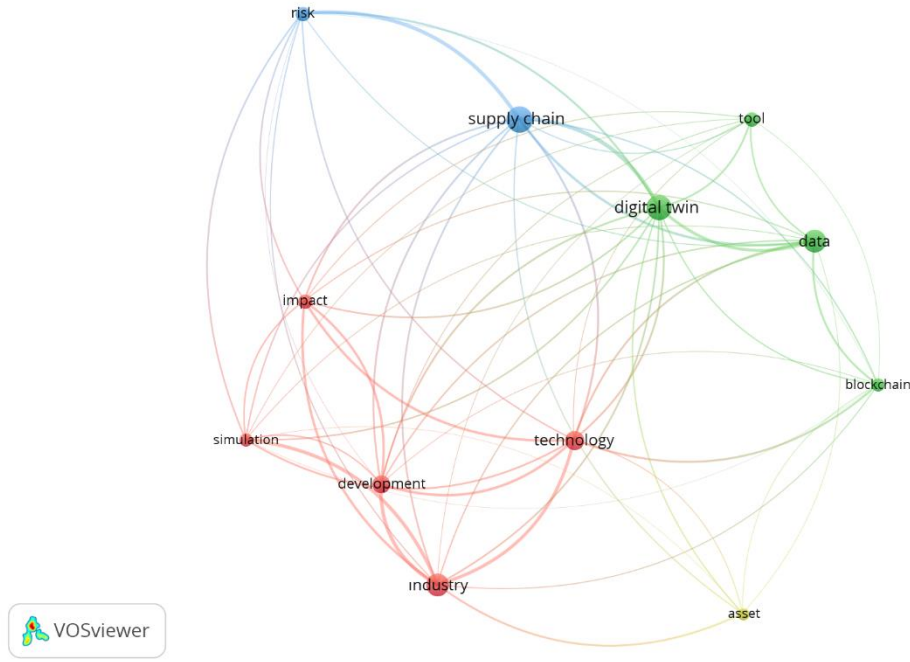 risk
supply chain
tool
digital twin
data
impact
blockchain
simulation
technology
development
industry
asset
VOSviewer